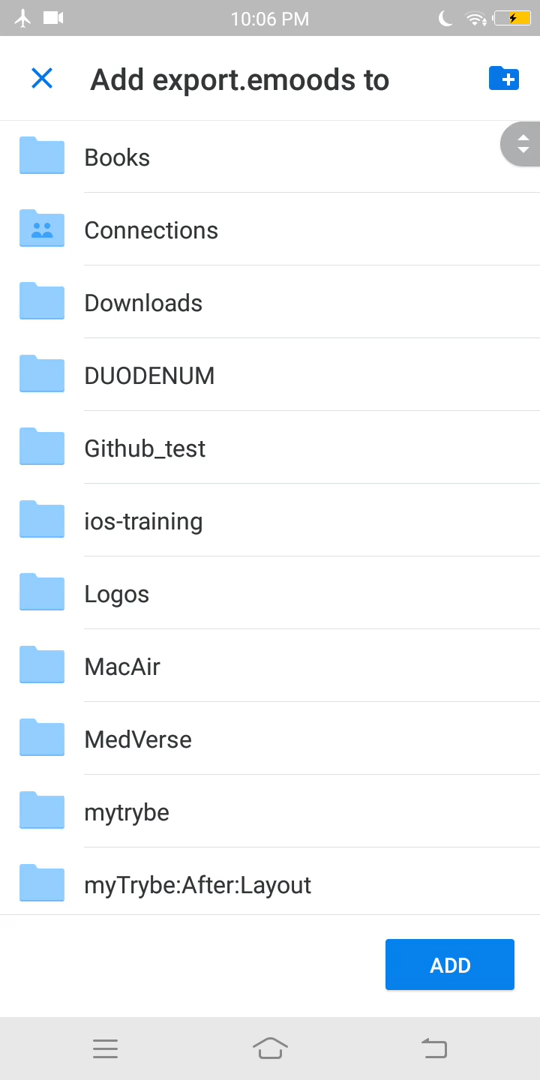 10:06 PM
Add export.emoods to
Books
Connections
Downloads
DUODENUM
Github_test
ios-training
Logos
MacAir
MedVerse
mytrybe
myTrybe:After:Layout
ADD